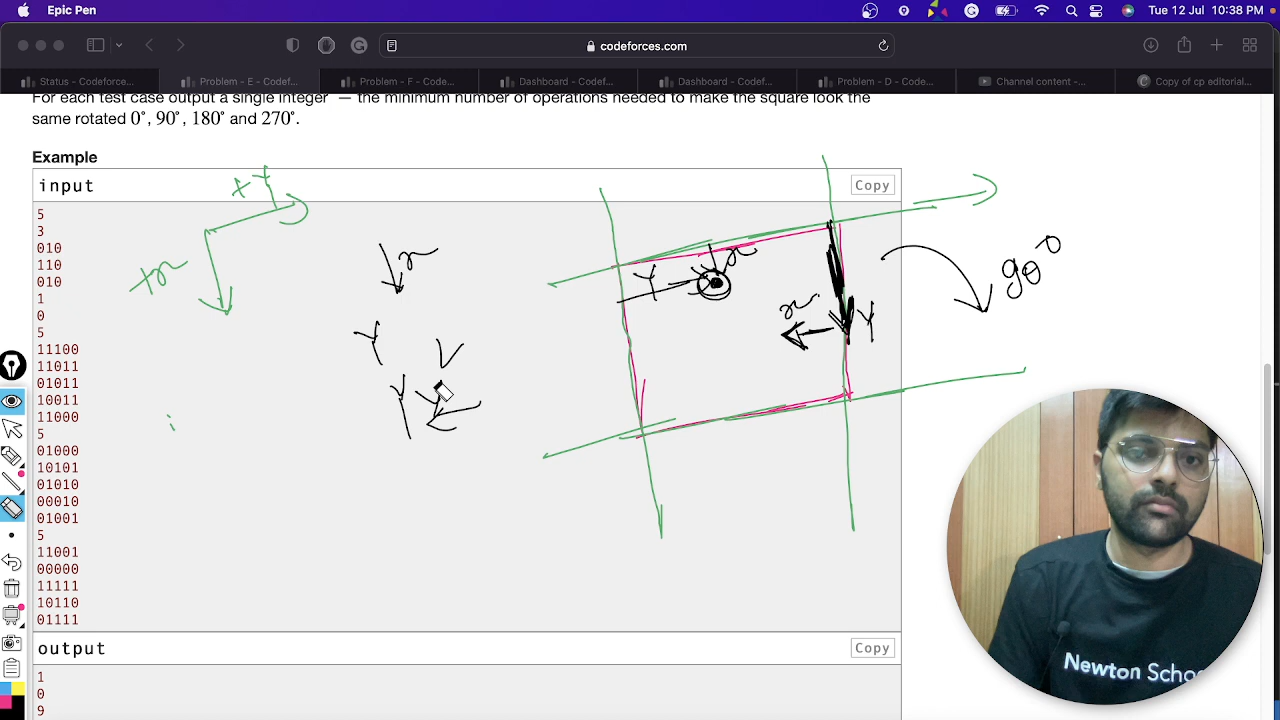 Epic Pen
Tue 12 Jul 10:38 PM
codeforces.com
Status - Codeforce...
Problem - E - Codef...
Problem - F - Code...
Dashboard - Codef...
Dashboard - Codef...
Problem - D - Code...
Channel content -...
Copy of cp editorial...
For each test case output a single integer — the minimum number of operations needed to make the square look the
same rotated 0°, 90°, 180° and 270°.
Example
input
Copy
5
3
010
110
010
1
0
5
11100
11011
01011
10011
11000
5
01000
10101
01010
00010
01001
5
11001
00000
11111
10110
01111
output
Copy
1
0
9
+Y
+x
x
Y
Y
Y
x
x
Y
90°
i
Newton Schoo